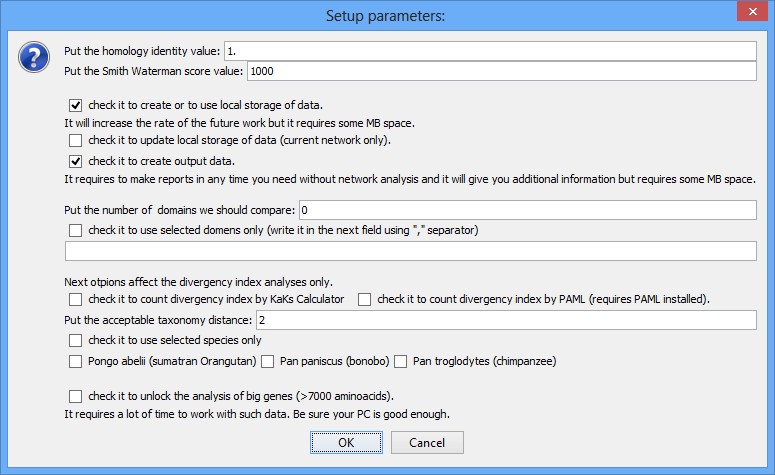 Setup parameters:
Put the homology identity value: 1.
Put the Smith Waterman score value: 1000
check it to create or to use local storage of data.
It will increase the rate of the future work but it requires some MB space.
check it to update local storage of data (current network only).
check it to create output data.
It requires to make reports in any time you need without network analysis and it will give you additional information but requires some MB space.
Put the number of domains we should compare: 0
check it to use selected domens only (write it in the next field using "," separator)
Next otpions affect the divergency index analyses only.
check it to count divergency index by KaKs Calculator check it to count divergency index by PAML (requires PAML installed).
Put the acceptable taxonomy distance: 2
check it to use selected species only
Pongo abelii (sumatran Orangutan) Pan paniscus (bonobo) Pan troglodytes (chimpanzee)
check it to unlock the analysis of big genes (>7000 aminoacids).
It requires a lot of time to work with such data. Be sure your PC is good enough.
OK Cancel